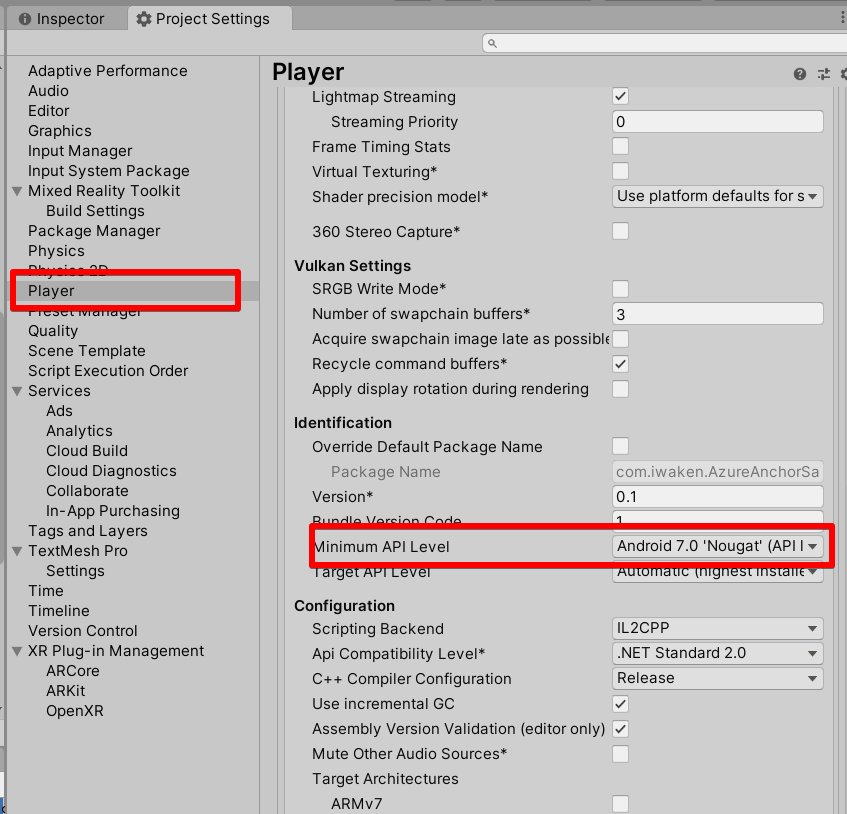 Inspector
Project Settings
Adaptive Performance
Audio
Editor
Graphics
Input Manager
Input System Package
Mixed Reality Toolkit
Build Settings
Package Manager
Physics
Physics 2D
Player
Preset Manager
Quality
Scene Template
Script Execution Order
Services
Ads
Analytics
Cloud Build
Cloud Diagnostics
Collaborate
In-App Purchasing
Tags and Layers
TextMesh Pro
Settings
Time
Timeline
Version Control
XR Plug-in Management
ARCore
ARKit
OpenXR
Player
Lightmap Streaming
Streaming Priority 0
Frame Timing Stats
Virtual Texturing*
Shader precision model* Use platform defaults for s
360 Stereo Capture*
Vulkan Settings
SRGB Write Mode*
Number of swapchain buffers* 3
Acquire swapchain image late as possible
Recycle command buffers*
Apply display rotation during rendering
Identification
Override Default Package Name
Package Name com.iwaken.AzureAnchorSa
Version* 0.1
Bundle Version Code 1
Minimum API Level Android 7.0 'Nougat' (API l
Target API Level Automatic (highest installe
Configuration
Scripting Backend IL2CPP
Api Compatibility Level* .NET Standard 2.0
C++ Compiler Configuration Release
Use incremental GC
Assembly Version Validation (editor only)
Mute Other Audio Sources*
Target Architectures
ARMv7